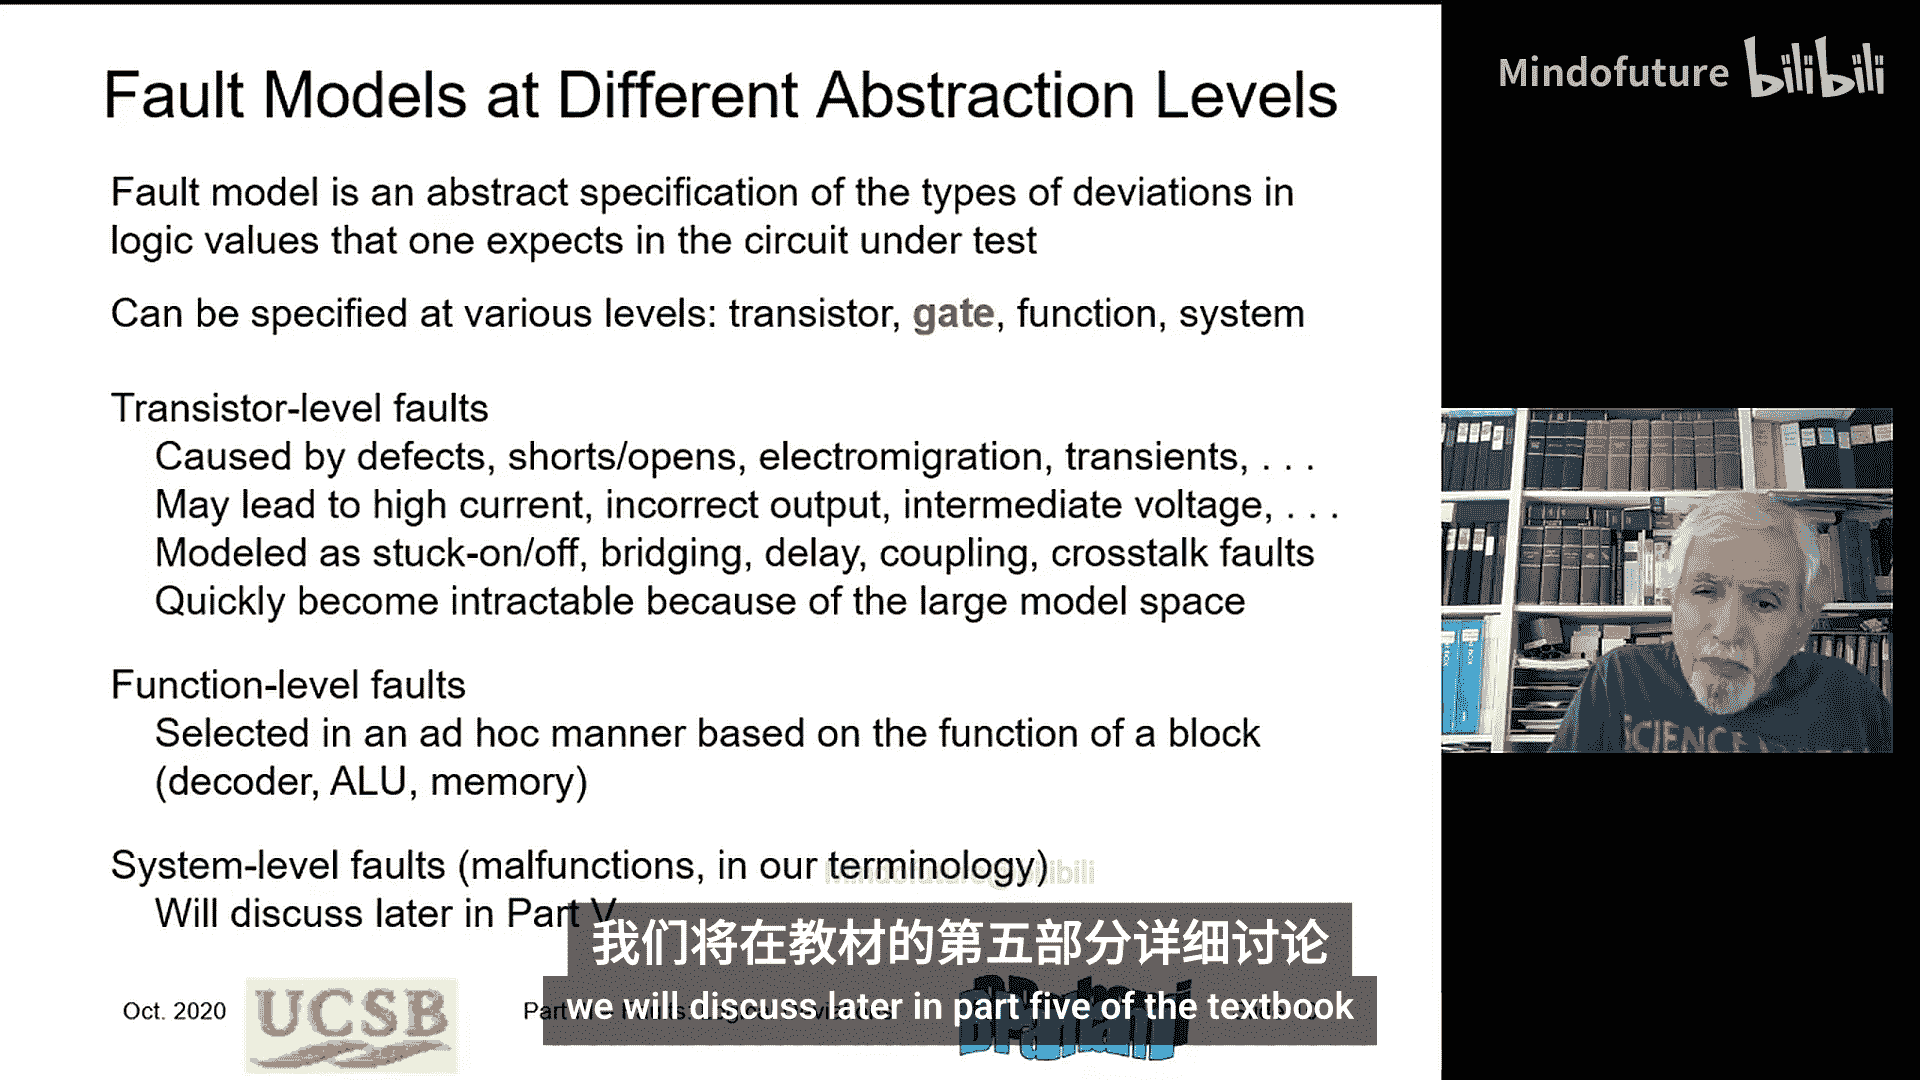 Fault Models at Different Abstraction Levels
Mindofuture bilibili
Fault model is an abstract specification of the types of deviations in
logic values that one expects in the circuit under test
Can be specified at various levels: transistor, gate, function, system
Transistor-level faults
Caused by defects, shorts/opens, electromigration, transients, . . .
May lead to high current, incorrect output, intermediate voltage, . . .
Modeled as stuck-on/off, bridging, delay, coupling, crosstalk faults
Quickly become intractable because of the large model space
Function-level faults
Selected in an ad hoc manner based on the function of a block
(decoder, ALU, memory)
System-level faults (malfunctions, in our terminology)
Will discuss later in Part V
我们将在教材的第五部分详细讨论
we will discuss later in part five of the textbook
Oct. 2020
UCSB
SCIENCE